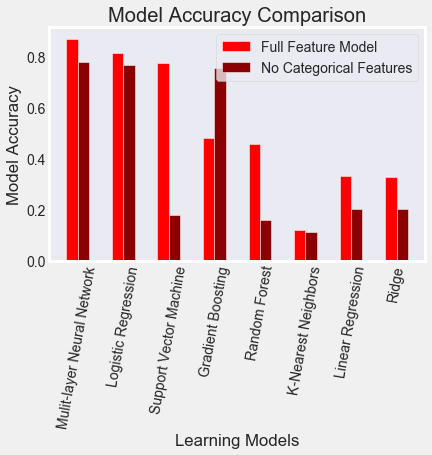 Model Accuracy Comparison
Full Feature Model
No Categorical Features
Model Accuracy
0.8
0.6
0.4
0.2
0.0
Mulit-layer Neural Network
Logistic Regression
Support Vector Machine
Gradient Boosting
Random Forest
K-Nearest Neighbors
Linear Regression
Ridge
Learning Models